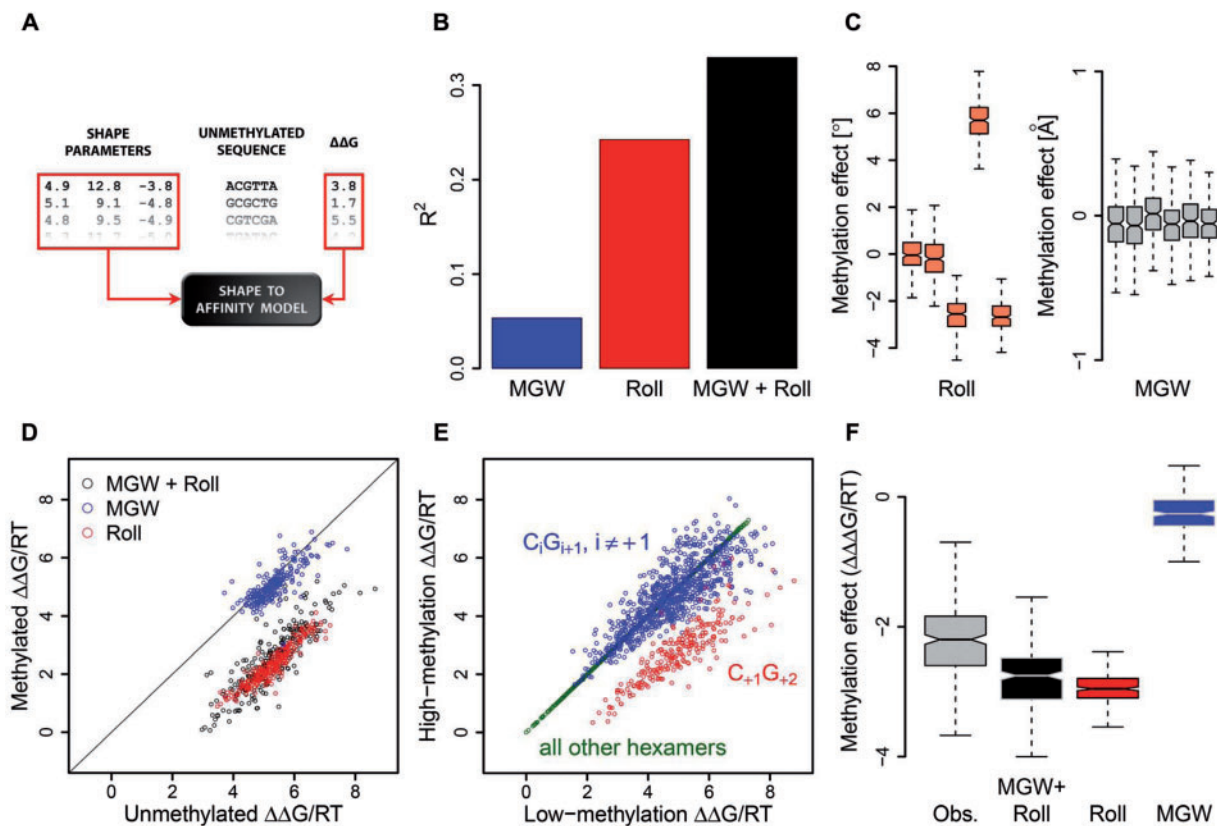 A
SHAPE PARAMETERS
UNMETHYLATED SEQUENCE
ΔΔG
4.9 12.8 -3.8 ACGTTA 3.8
5.1 9.1 -4.8 GCGCTG 1.7
4.8 9.5 -4.9 CGTCGA 5.5
SHAPE TO
AFFINITY MODEL
B
R²
0.0
0.1
0.2
0.3
MGW
Roll
MGW + Roll
C
Methylation effect [°]
8
6
4
2
0
−2
−4
Roll
Methylation effect [Å]
1
0
−1
MGW
D
Methylated ΔΔG/RT
MGW + Roll
MGW
Roll
8
6
4
2
0
0 2 4 6 8
Unmethylated ΔΔG/RT
E
High−methylation ΔΔG/RT
8
6
4
2
0
CᵢGᵢ₊₁, i ≠ +1
C₊₁G₊₂
all other hexamers
0 2 4 6 8
Low−methylation ΔΔG/RT
F
Methylation effect (ΔΔΔG/RT)
0
−2
−4
Obs.
MGW+
Roll
Roll
MGW